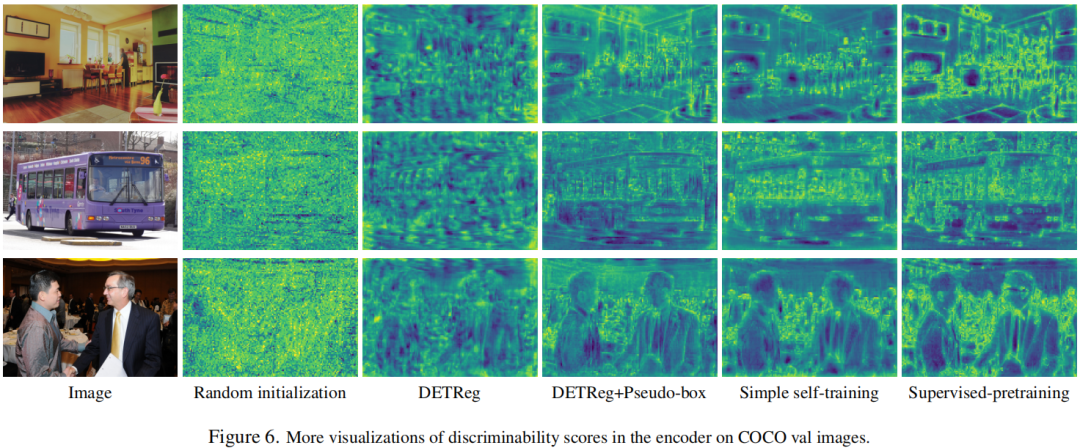 96
Image
Random initialization
DETReg
DETReg+Pseudo-box
Simple self-training
Supervised-pretraining
Figure 6. More visualizations of discriminability scores in the encoder on COCO val images.